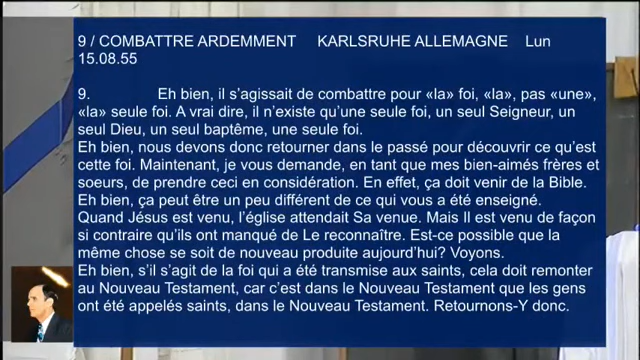 9 / COMBATTRE ARDEMMENT KARLSRUHE ALLEMAGNE Lun
15.08.55
9. Eh bien, il s’agissait de combattre pour «la» foi, «la», pas «une»,
«la» seule foi. A vrai dire, il n’existe qu’une seule foi, un seul Seigneur, un
seul Dieu, un seul baptême, une seule foi.
Eh bien, nous devons donc retourner dans le passé pour découvrir ce qu’est
cette foi. Maintenant, je vous demande, en tant que mes bien-aimés frères et
soeurs, de prendre ceci en considération. En effet, ça doit venir de la Bible.
Eh bien, ça peut être un peu différent de ce qui vous a été enseigné.
Quand Jésus est venu, l’église attendait Sa venue. Mais Il est venu de façon
si contraire qu’ils ont manqué de Le reconnaître. Est-ce possible que la
même chose se soit de nouveau produite aujourd’hui? Voyons.
Eh bien, s’il s’agit de la foi qui a été transmise aux saints, cela doit remonter
au Nouveau Testament, car c’est dans le Nouveau Testament que les gens
ont été appelés saints, dans le Nouveau Testament. Retournons-Y donc.